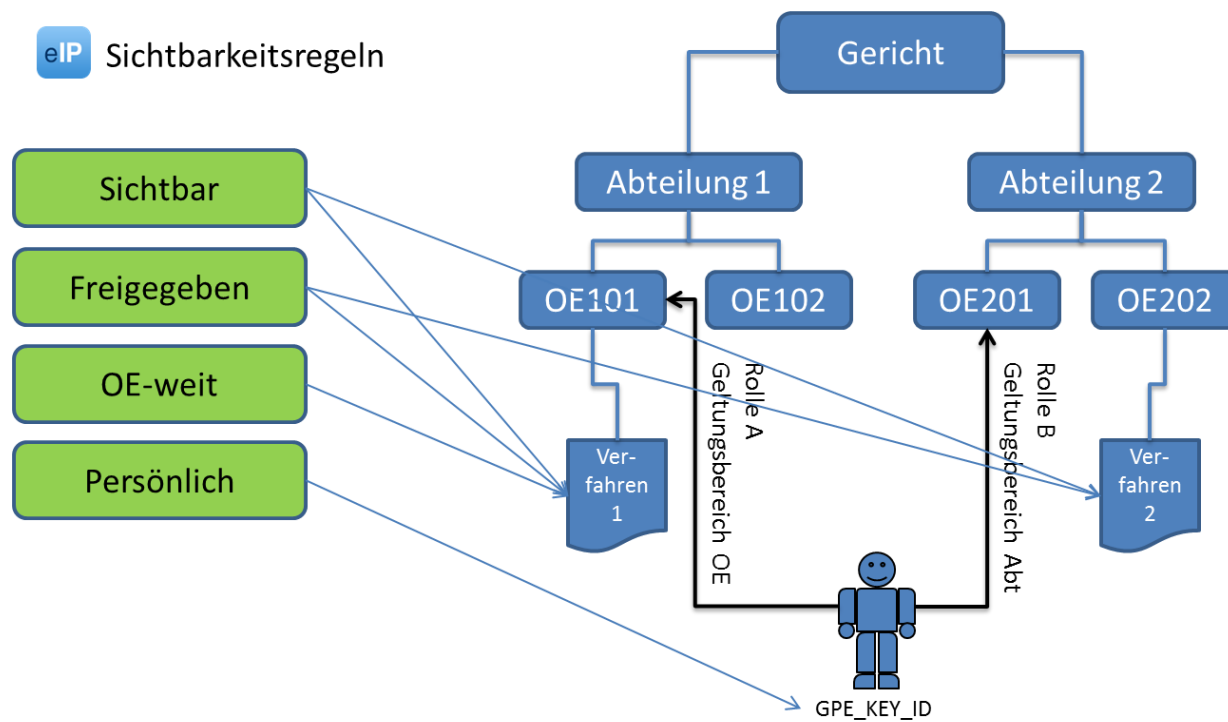 eIP Sichtbarkeitsregeln
Gericht
Abteilung 1
Abteilung 2
Sichtbar
Freigegeben
OE-weit
Persönlich
OE101
OE102
OE201
OE202
Rolle A
Geltungsbereich OE
Rolle B
Geltungsbereich Abt
Ver-
fahren
1
Ver-
fahren
2
GPE_KEY_ID